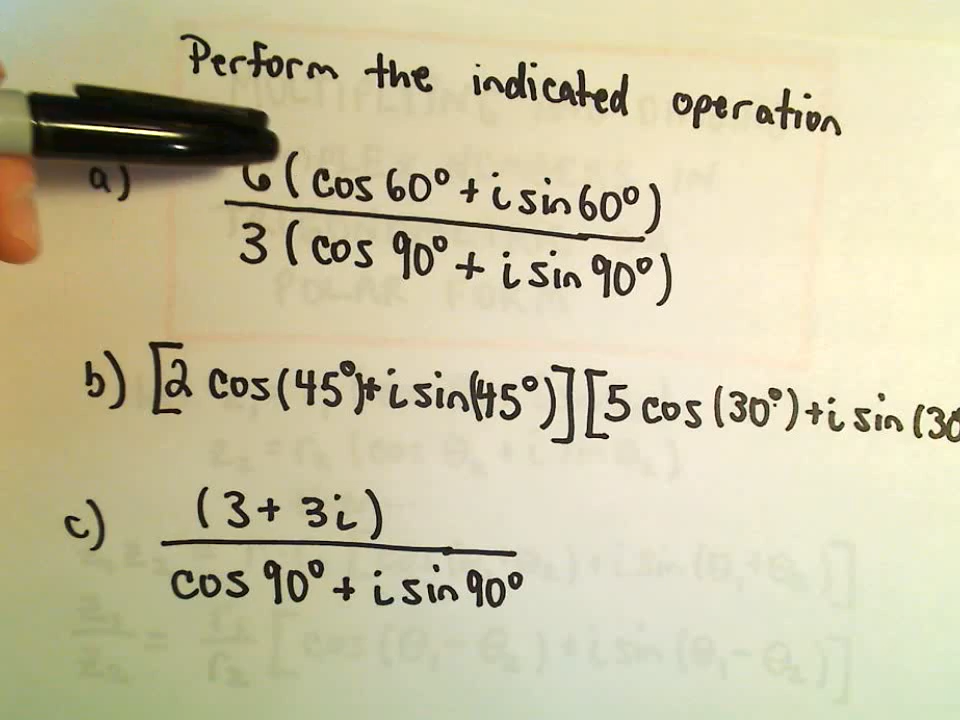 Perform the indicated operation
a) 6 (cos 60° + i sin 60°)
3 (cos 90° + i sin 90°)
b) [2 cos(45°) + i sin(45°)] [5 cos (30°) + i sin (30
c) (3 + 3i)
cos 90° + i sin 90°